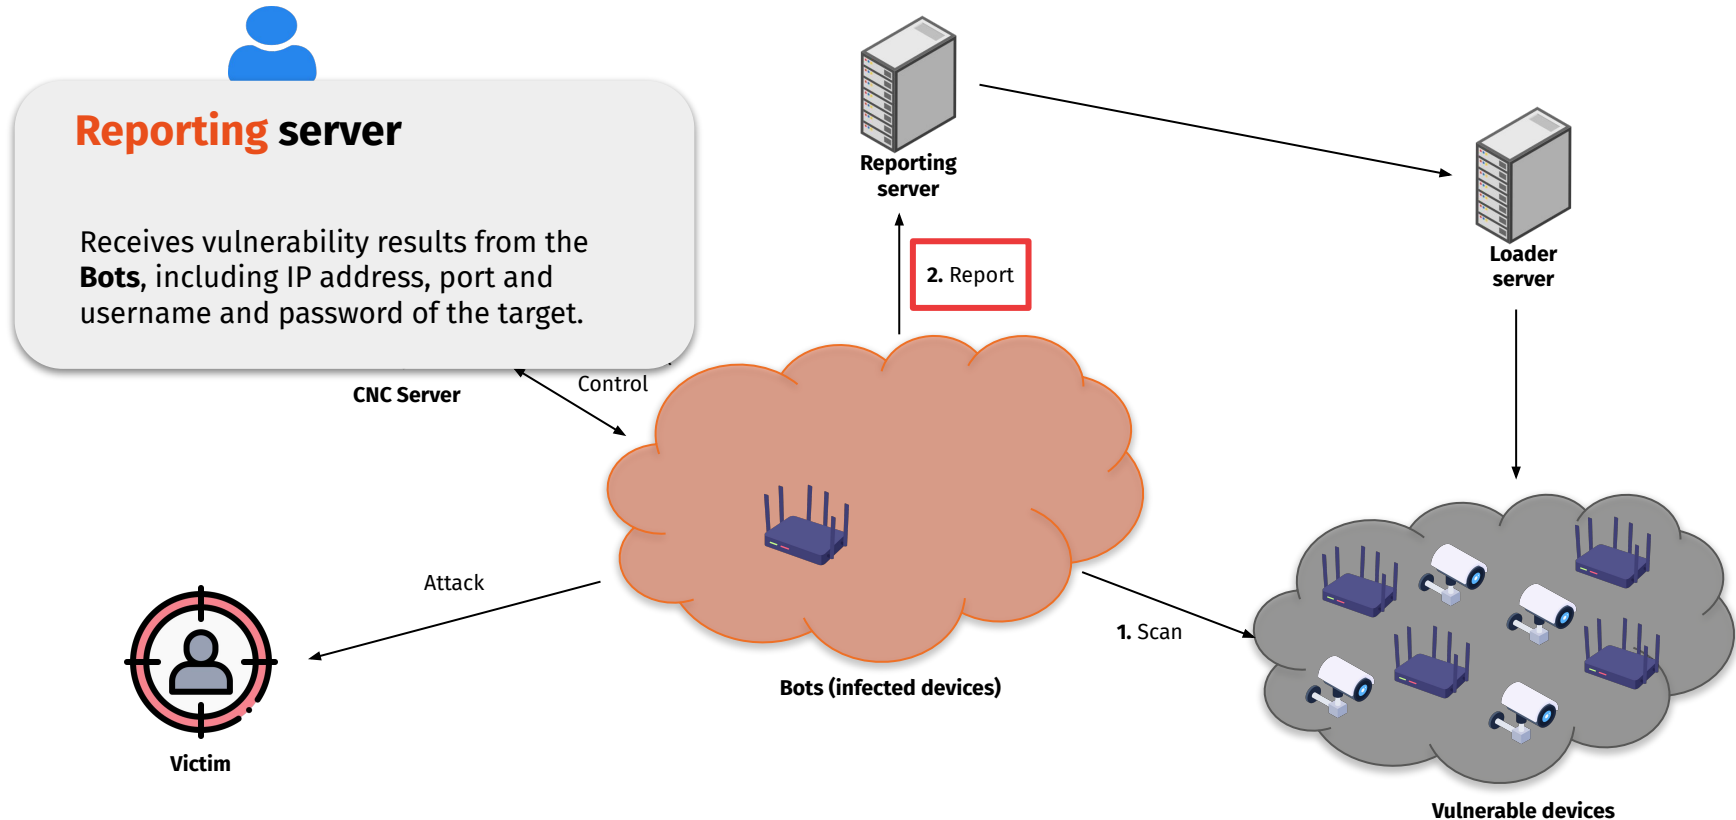 Reporting server
Receives vulnerability results from the
Bots, including IP address, port and
username and password of the target.
Reporting
server
Loader
server
2. Report
Control
CNC Server
Attack
1. Scan
Bots (infected devices)
Victim
Vulnerable devices